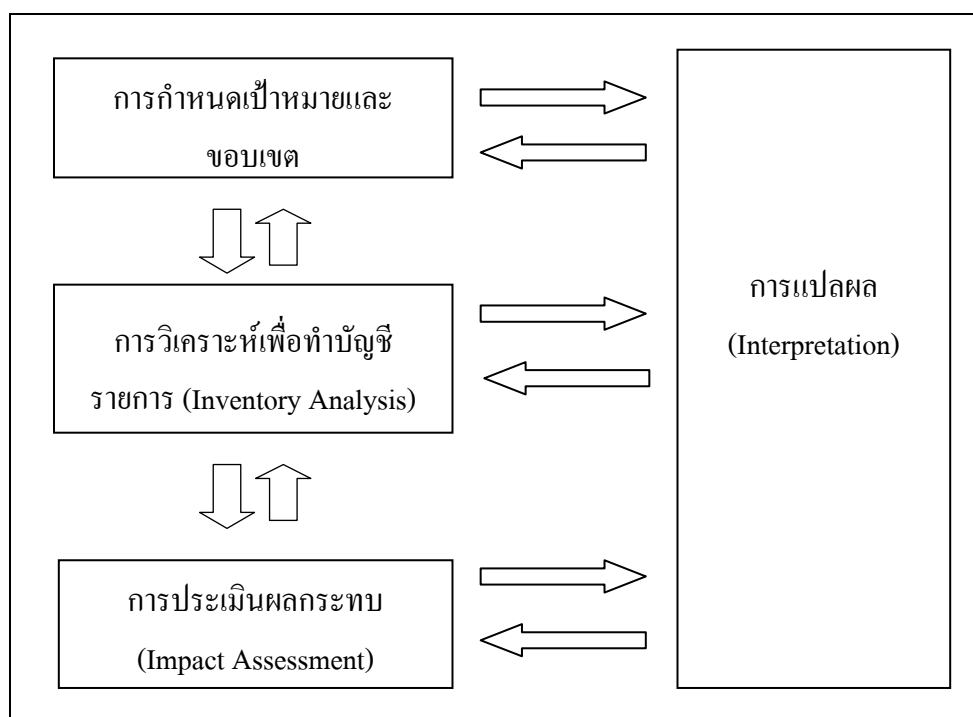 การกำหนดเป้าหมายและ
ขอบเขต
การวิเคราะห์เพื่อทำบัญชี
รายการ (Inventory Analysis)
การประเมินผลกระทบ
(Impact Assessment)
การแปลผล
(Interpretation)